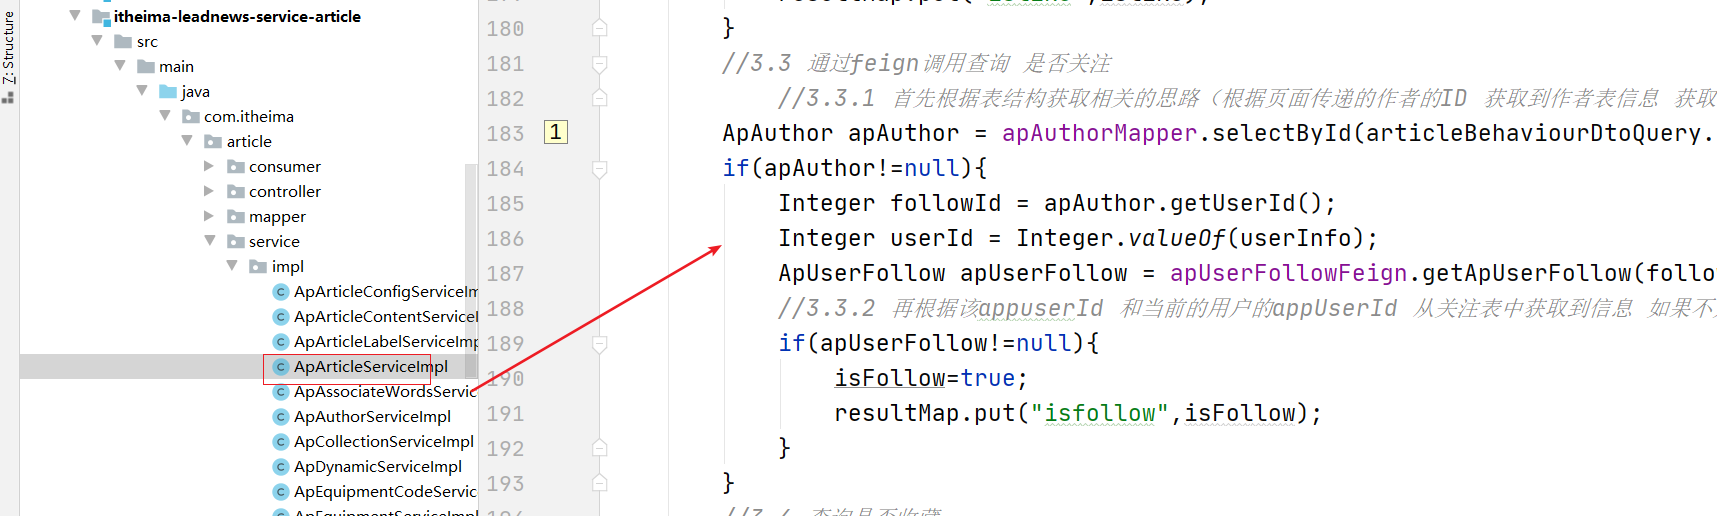 7: Structure
itheima-leadnews-service-article
src
main
java
com.itheima
article
consumer
controller
mapper
service
impl
ApArticleConfigServiceIm
ApArticleContentServiceI
ApArticleLabelServiceImp
ApArticleServiceImpl
ApAssociateWordsServic
ApAuthorServiceImpl
ApCollectionServiceImpl
ApDynamicServiceImpl
ApEquipmentCodeServic
ApEquipmentServiceImpl
180 }
181 //3.3 通过feign调用查询 是否关注
182 //3.3.1 首先根据表结构获取相关的思路（根据页面传递的作者的ID 获取到作者表信息 获取
183 1 ApAuthor apAuthor = apAuthorMapper.selectById(articleBehaviourDtoQuery.
184 if(apAuthor!=null){
185 Integer followId = apAuthor.getUserId();
186 Integer userId = Integer.valueOf(userInfo);
187 ApUserFollow apUserFollow = apUserFollowFeign.getApUserFollow(follo
188 //3.3.2 再根据该appuserId 和当前的用户的appUserId 从关注表中获取到信息 如果不
189 if(apUserFollow!=null){
190 isFollow=true;
191 resultMap.put("isfollow",isFollow);
192 }
193 }